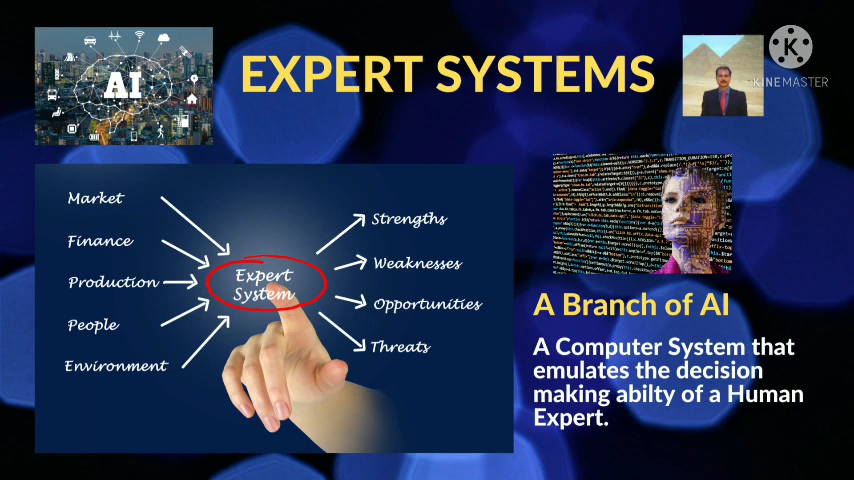 AI
EXPERT SYSTEMS
K
KINEMASTER
Market
Finance
Production
People
Environment
Expert
System
Strengths
Weaknesses
Opportunities
Threats
A Branch of AI
A Computer System that
emulates the decision
making abilty of a Human
Expert.